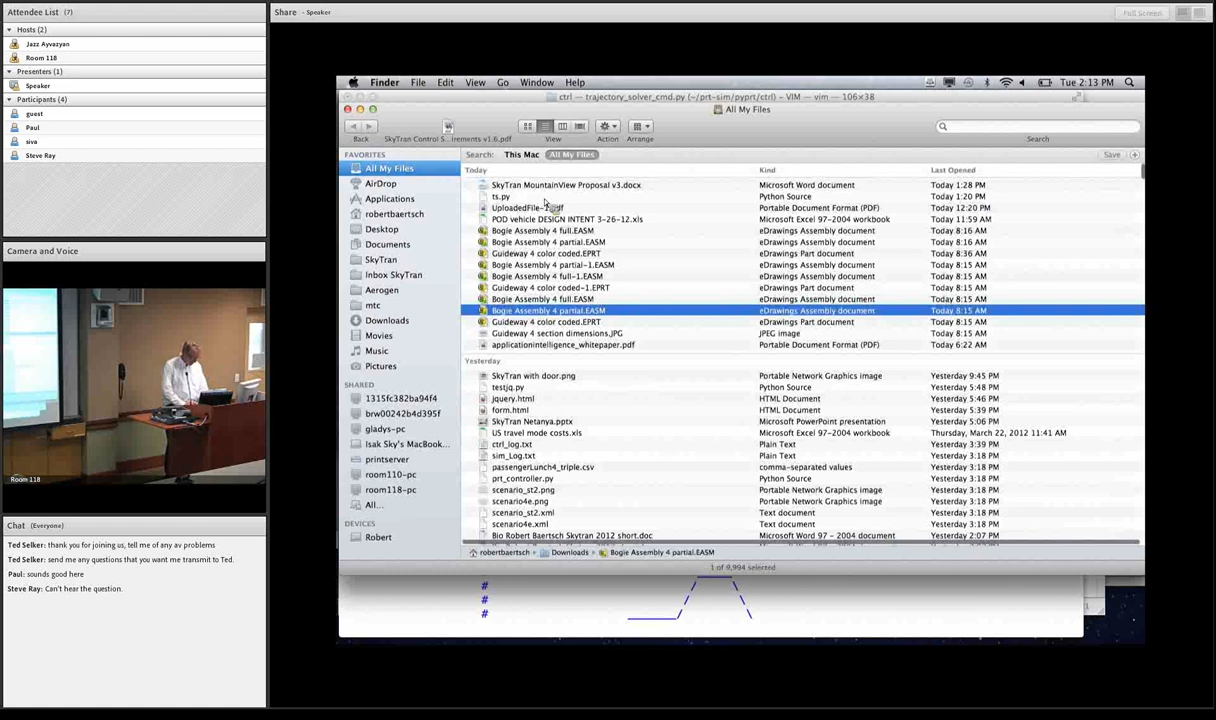 Attendee List (7)
Hosts (2)
Jazz Ayvazyan
Room 118
Presenters (1)
Speaker
Participants (4)
guest
Paul
siva
Steve Ray
Camera and Voice
Room 118
Chat (Everyone)
Ted Selker: thank you for joining us, tell me of any av problems
Ted Selker: send me any questions that you want me transmit to Ted.
Paul: sounds good here
Steve Ray: Can't hear the question.
Share - Speaker
Full Screen
Finder File Edit View Go Window Help
Tue 2:13 PM
ctrl — trajectory_solver_cmd.py (~/prt-sim/pyprt/ctrl) - VIM — vim — 106×38
All My Files
Back
SkyTran Control S...irements v1.6.pdf
View
Action
Arrange
Search
FAVORITES
All My Files
AirDrop
Applications
robertbaertsch
Desktop
Documents
SkyTran
Inbox SkyTran
Aerogen
mtc
Downloads
Movies
Music
Pictures
SHARED
1315fc382ba94f4
brw00242b4d395f
gladys-pc
Isak Sky's MacBook...
printserver
room110-pc
room118-pc
All...
DEVICES
Robert
Search: This Mac All My Files
Save
Today Kind Last Opened
SkyTran MountainView Proposal v3.docx Microsoft Word document Today 1:28 PM
ts.py Python Source Today 1:20 PM
Portable Document Format (PDF) Today 12:20 PM
POD vehicle DESIGN INTENT 3-26-12.xls Microsoft Excel 97-2004 workbook Today 11:59 AM
Bogie Assembly 4 full.EASM eDrawings Assembly document Today 8:16 AM
Bogie Assembly 4 partial.EASM eDrawings Assembly document Today 8:16 AM
Guideway 4 color coded.EPRT eDrawings Part document Today 8:36 AM
Bogie Assembly 4 partial-1.EASM eDrawings Assembly document Today 8:15 AM
Bogie Assembly 4 full-1.EASM eDrawings Assembly document Today 8:15 AM
Guideway 4 color coded-1.EPRT eDrawings Part document Today 8:15 AM
Bogie Assembly 4 full.EASM eDrawings Assembly document Today 8:15 AM
Bogie Assembly 4 partial.EASM eDrawings Assembly document Today 8:15 AM
Guideway 4 color coded.EPRT eDrawings Part document Today 8:15 AM
Guideway 4 section dimensions.JPG JPEG image Today 8:15 AM
applicationintelligence_whitepaper.pdf Portable Document Format (PDF) Today 6:22 AM
Yesterday
SkyTran with door.png Portable Network Graphics image Yesterday 9:45 PM
testjq.py Python Source Yesterday 5:48 PM
jquery.html HTML Document Yesterday 5:46 PM
form.html HTML Document Yesterday 5:39 PM
SkyTran Netanya.pptx Microsoft PowerPoint presentation Yesterday 5:06 PM
US travel mode costs.xls Microsoft Excel 97-2004 workbook Thursday, March 22, 2012 11:41 AM
ctrl_log.txt Plain Text Yesterday 3:39 PM
sim_Log.txt Plain Text Yesterday 3:18 PM
passengerLunch4_triple.csv comma-separated values Yesterday 3:18 PM
prt_controller.py Python Source Yesterday 3:18 PM
scenario_st2.png Portable Network Graphics image Yesterday 3:18 PM
scenario4e.png Portable Network Graphics image Yesterday 3:18 PM
scenario_st2.xml Text document Yesterday 3:18 PM
scenario4e.xml Text document Yesterday 3:18 PM
Bio Robert Baertsch Skytran 2012 short.doc Microsoft Word 97 - 2004 document Yesterday 2:07 PM
robertbaertsch Downloads Bogie Assembly 4 partial.EASM
1 of 9,994 selected
#
#
#
1